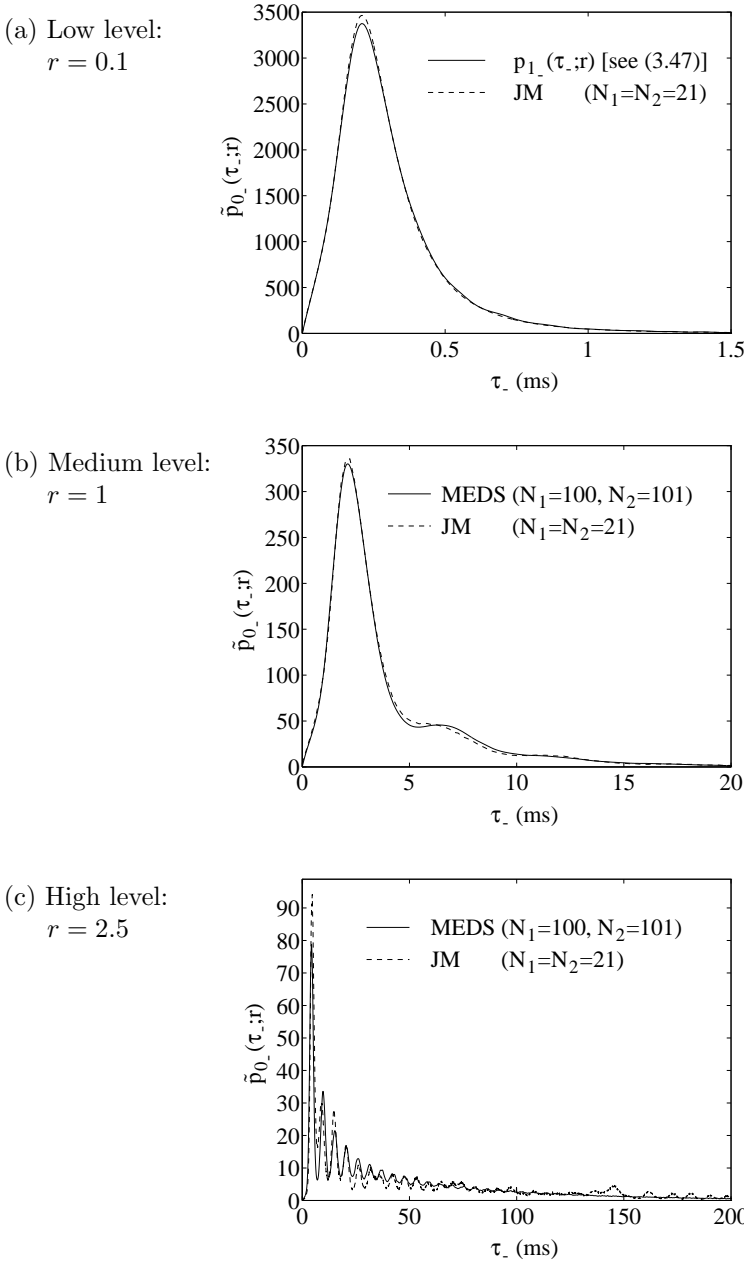 (a) Low level:
r = 0.1
3500
3000
2500
2000
1500
1000
500
0
p̃0_(τ_;r)
p1_(τ_;r) [see (3.47)]
JM (N1=N2=21)
0 0.5 1 1.5
τ_ (ms)
(b) Medium level:
r = 1
350
300
250
200
150
100
50
0
p̃0_(τ_;r)
MEDS (N1=100, N2=101)
JM (N1=N2=21)
0 5 10 15 20
τ_ (ms)
(c) High level:
r = 2.5
90
80
70
60
50
40
30
20
10
0
p̃0_(τ_;r)
MEDS (N1=100, N2=101)
JM (N1=N2=21)
0 50 100 150 200
τ_ (ms)